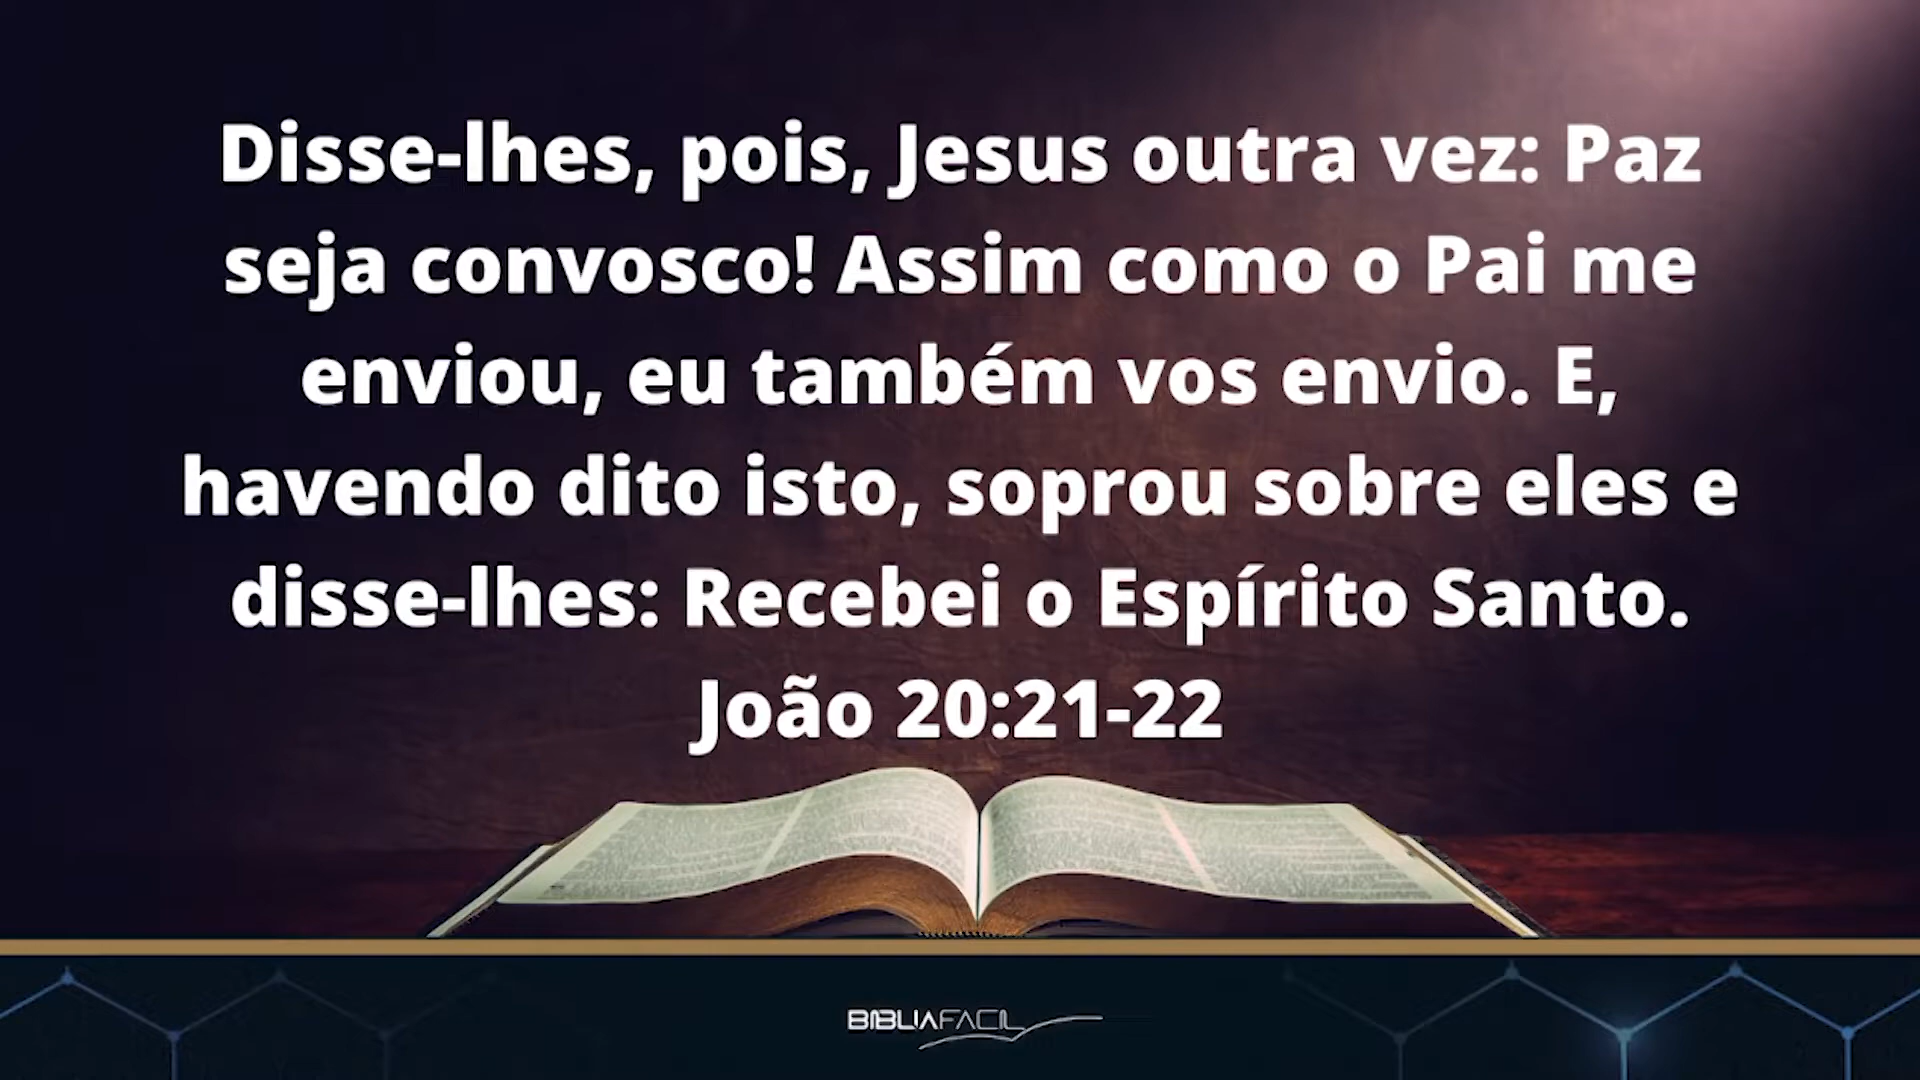 Disse-lhes, pois, Jesus outra vez: Paz
seja convosco! Assim como o Pai me
enviou, eu também vos envio. E,
havendo dito isto, soprou sobre eles e
disse-lhes: Recebei o Espírito Santo.
João 20:21-22
BIBLIAFACIL